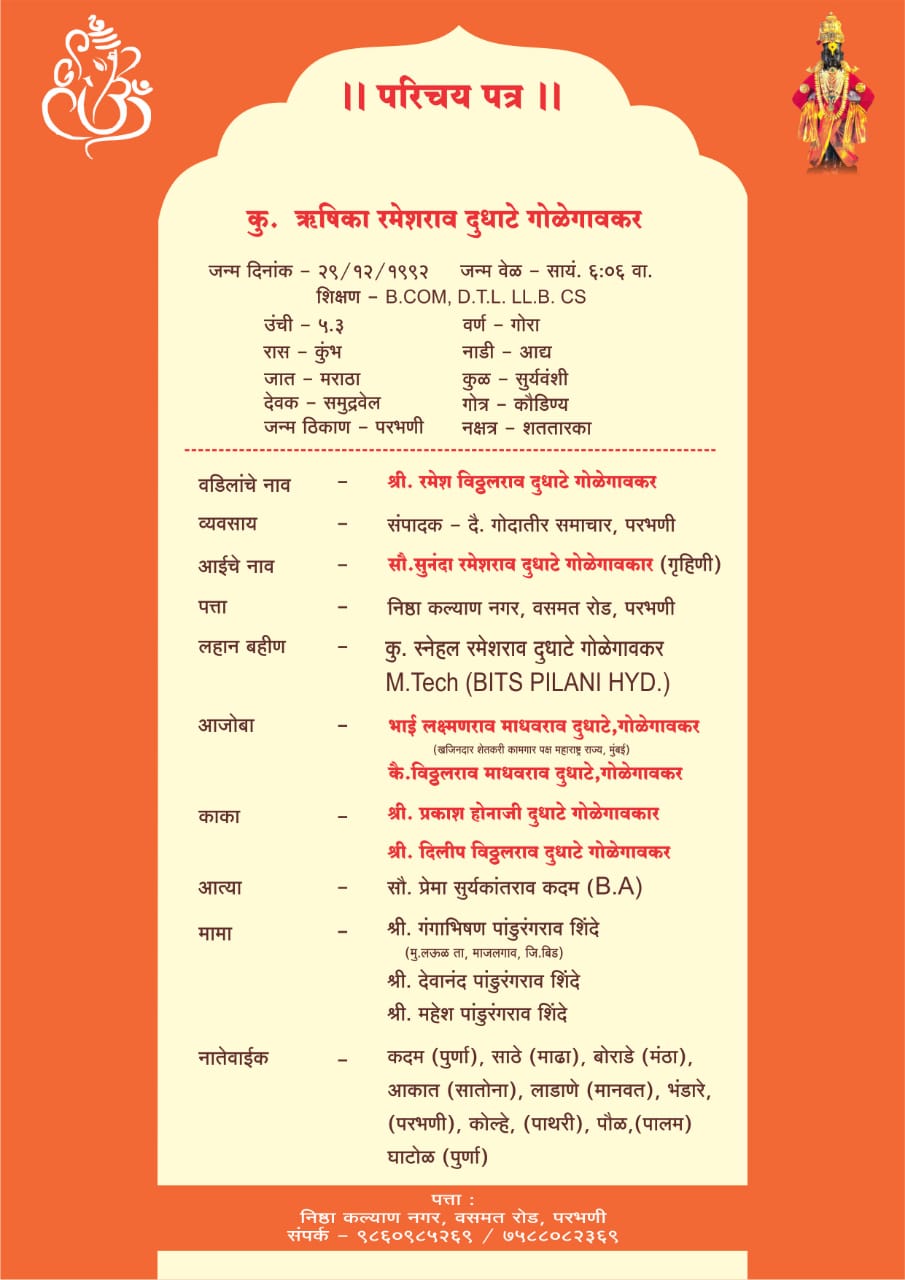 || परिचय पत्र ||
कु. ऋषिका रमेशराव दुधाटे गोळेगावकर
जन्म दिनांक – २९/१२/१९९२ जन्म वेळ – सायं. ६:०६ वा.
शिक्षण – B.COM, D.T.L. LL.B. CS
उंची – ५.३ वर्ण – गोरा
रास – कुंभ नाडी – आद्य
जात – मराठा कुळ – सुर्यवंशी
देवक – समुद्रवेल गोत्र – कौडिण्य
जन्म ठिकाण – परभणी नक्षत्र – शततारका
वडिलांचे नाव – श्री. रमेश विठ्ठलराव दुधाटे गोळेगावकर
व्यवसाय – संपादक – दै. गोदातीर समाचार, परभणी
आईचे नाव – सौ.सुनंदा रमेशराव दुधाटे गोळेगावकार (गृहिणी)
पत्ता – निष्ठा कल्याण नगर, वसमत रोड, परभणी
लहान बहीण – कु. स्नेहल रमेशराव दुधाटे गोळेगावकर
M.Tech (BITS PILANI HYD.)
आजोबा – भाई लक्ष्मणराव माधवराव दुधाटे,गोळेगावकर
(खजिनदार शेतकरी कामगार पक्ष महाराष्ट्र राज्य, मुंबई)
कै.विठ्ठलराव माधवराव दुधाटे,गोळेगावकर
काका – श्री. प्रकाश होनाजी दुधाटे गोळेगावकार
श्री. दिलीप विठ्ठलराव दुधाटे गोळेगावकर
आत्या – सौ. प्रेमा सुर्यकांतराव कदम (B.A)
मामा – श्री. गंगाभिषण पांडुरंगराव शिंदे
(मु.लऊळ ता, माजलगाव, जि.बिड)
श्री. देवानंद पांडुरंगराव शिंदे
श्री. महेश पांडुरंगराव शिंदे
नातेवाईक – कदम (पुर्णा), साठे (माढा), बोराडे (मंठा),
आकात (सातोना), लाडाणे (मानवत), भंडारे,
(परभणी), कोल्हे, (पाथरी), पौळ,(पालम)
घाटोळ (पुर्णा)
पत्ता :
निष्ठा कल्याण नगर, वसमत रोड, परभणी
संपर्क – ९८६०९८५२६९ / ७५८८०८२३६९